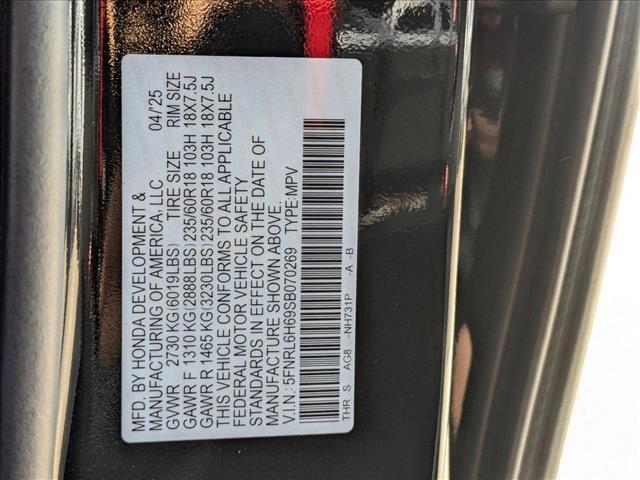 MFD. BY HONDA DEVELOPMENT &
MANUFACTURING OF AMERICA, LLC 04/25
GVWR 2730 KG(6019LBS) TIRE SIZE RIM SIZE
GAWR F 1310 KG(2888LBS)235/60R18 103H 18X7.5J
GAWR R 1465 KG(3230LBS)235/60R18 103H 18X7.5J
THIS VEHICLE CONFORMS TO ALL APPLICABLE
FEDERAL MOTOR VEHICLE SAFETY
STANDARDS IN EFFECT ON THE DATE OF
MANUFACTURE SHOWN ABOVE.
V.I.N.:5FNRL6H69SB070269 TYPE:MPV
THR S AG8 -NH731P -A -B